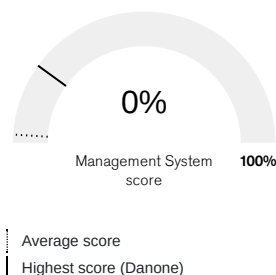 0%
Management System 100%
score
Average score
Highest score (Danone)